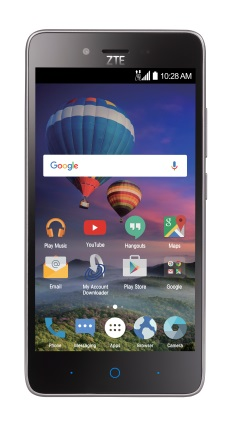 ZTE
10:28 AM
Google
Play Music YouTube Hangouts Maps
Email My Account Downloader Play Store Google
Phone Messaging Apps Browser Camera